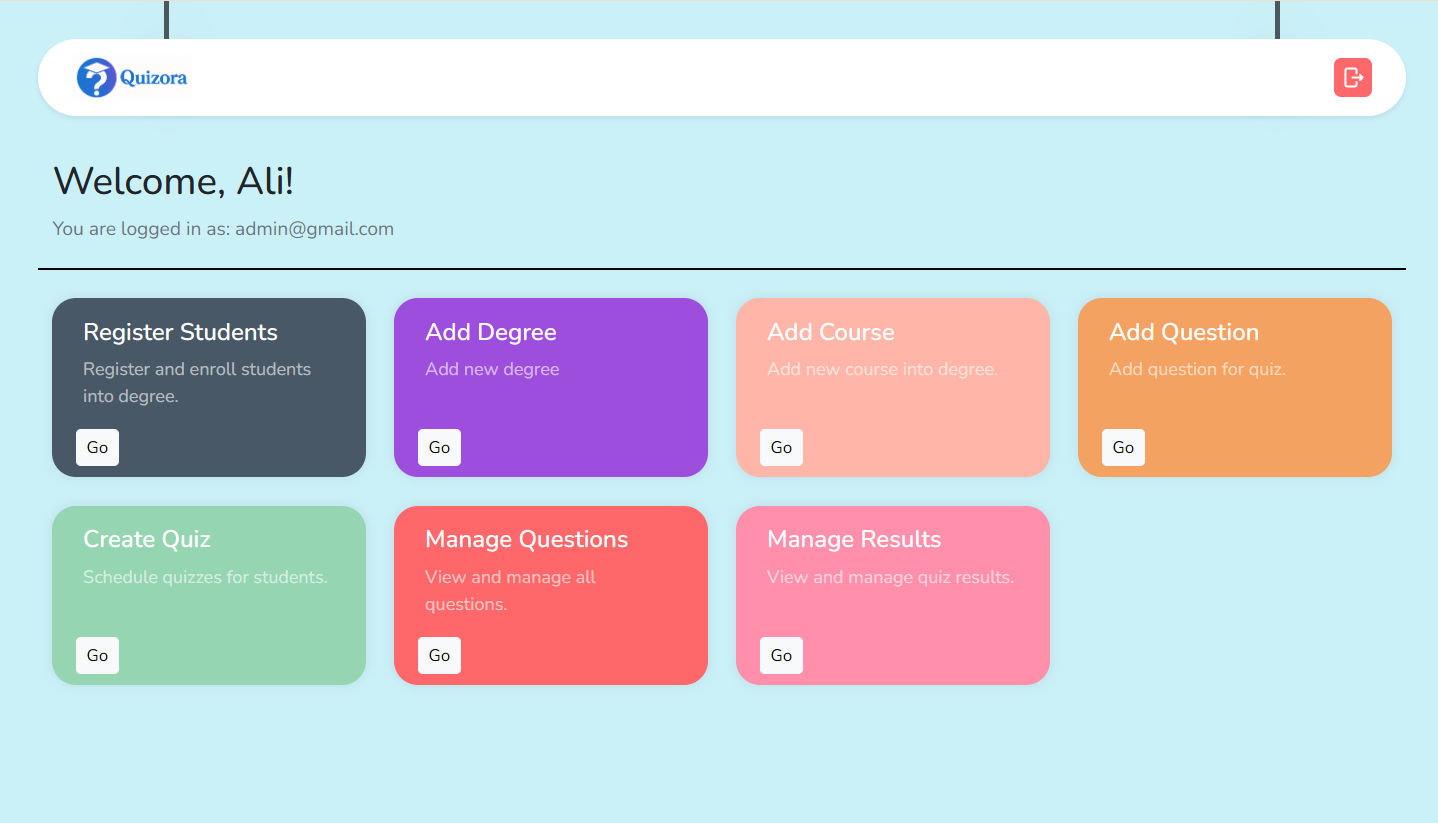 Quizora
Welcome, Ali!
You are logged in as: admin@gmail.com
Register Students
Register and enroll students
into degree.
Go
Add Degree
Add new degree
Go
Add Course
Add new course into degree.
Go
Add Question
Add question for quiz.
Go
Create Quiz
Schedule quizzes for students.
Go
Manage Questions
View and manage all
questions.
Go
Manage Results
View and manage quiz results.
Go